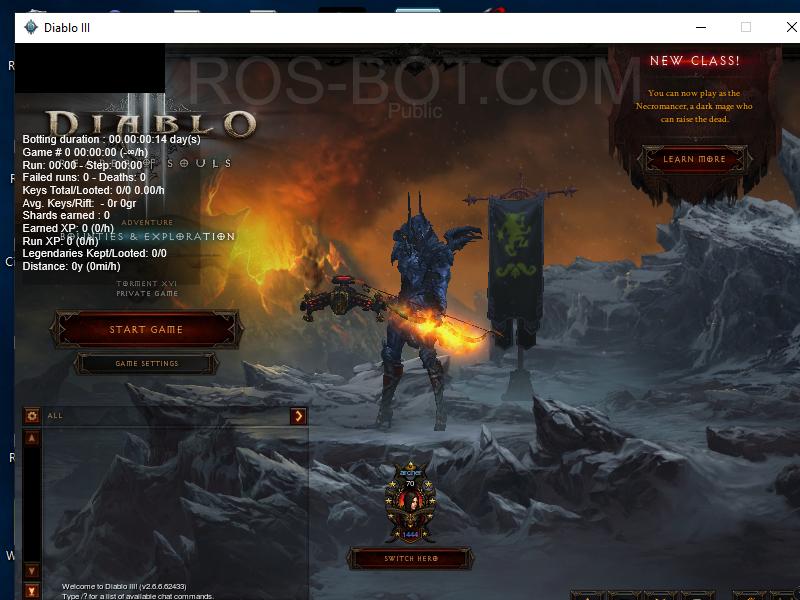 Diablo III
ROS-BOT.COM
Public
NEW CLASS!
You can now play as the
Necromancer, a dark mage who
can raise the dead.
LEARN MORE
DIABLO
SOULS
Botting duration : 00.00:00:14 day(s)
Game # 0 00:00:00 (-∞/h)
Run: 00:00 - Step: 00:00
Failed runs: 0 - Deaths: 0
Keys Total/Looted: 0/0 0.00/h
Avg. Keys/Rift: - 0r 0gr
Shards earned : 0
Earned XP: 0 (0/h)
Run XP: 0 (0/h)
Legendaries Kept/Looted: 0/0
Distance: 0y (0mi/h)
ADVENTURE
BOUNTIES & EXPLORATION
TORMENT XVI
PRIVATE GAME
START GAME
GAME SETTINGS
ALL
archer
70
1444
SWITCH HERO
Welcome to Diablo III! (v2.6.6.62433)
Type /? for a list of available chat commands.